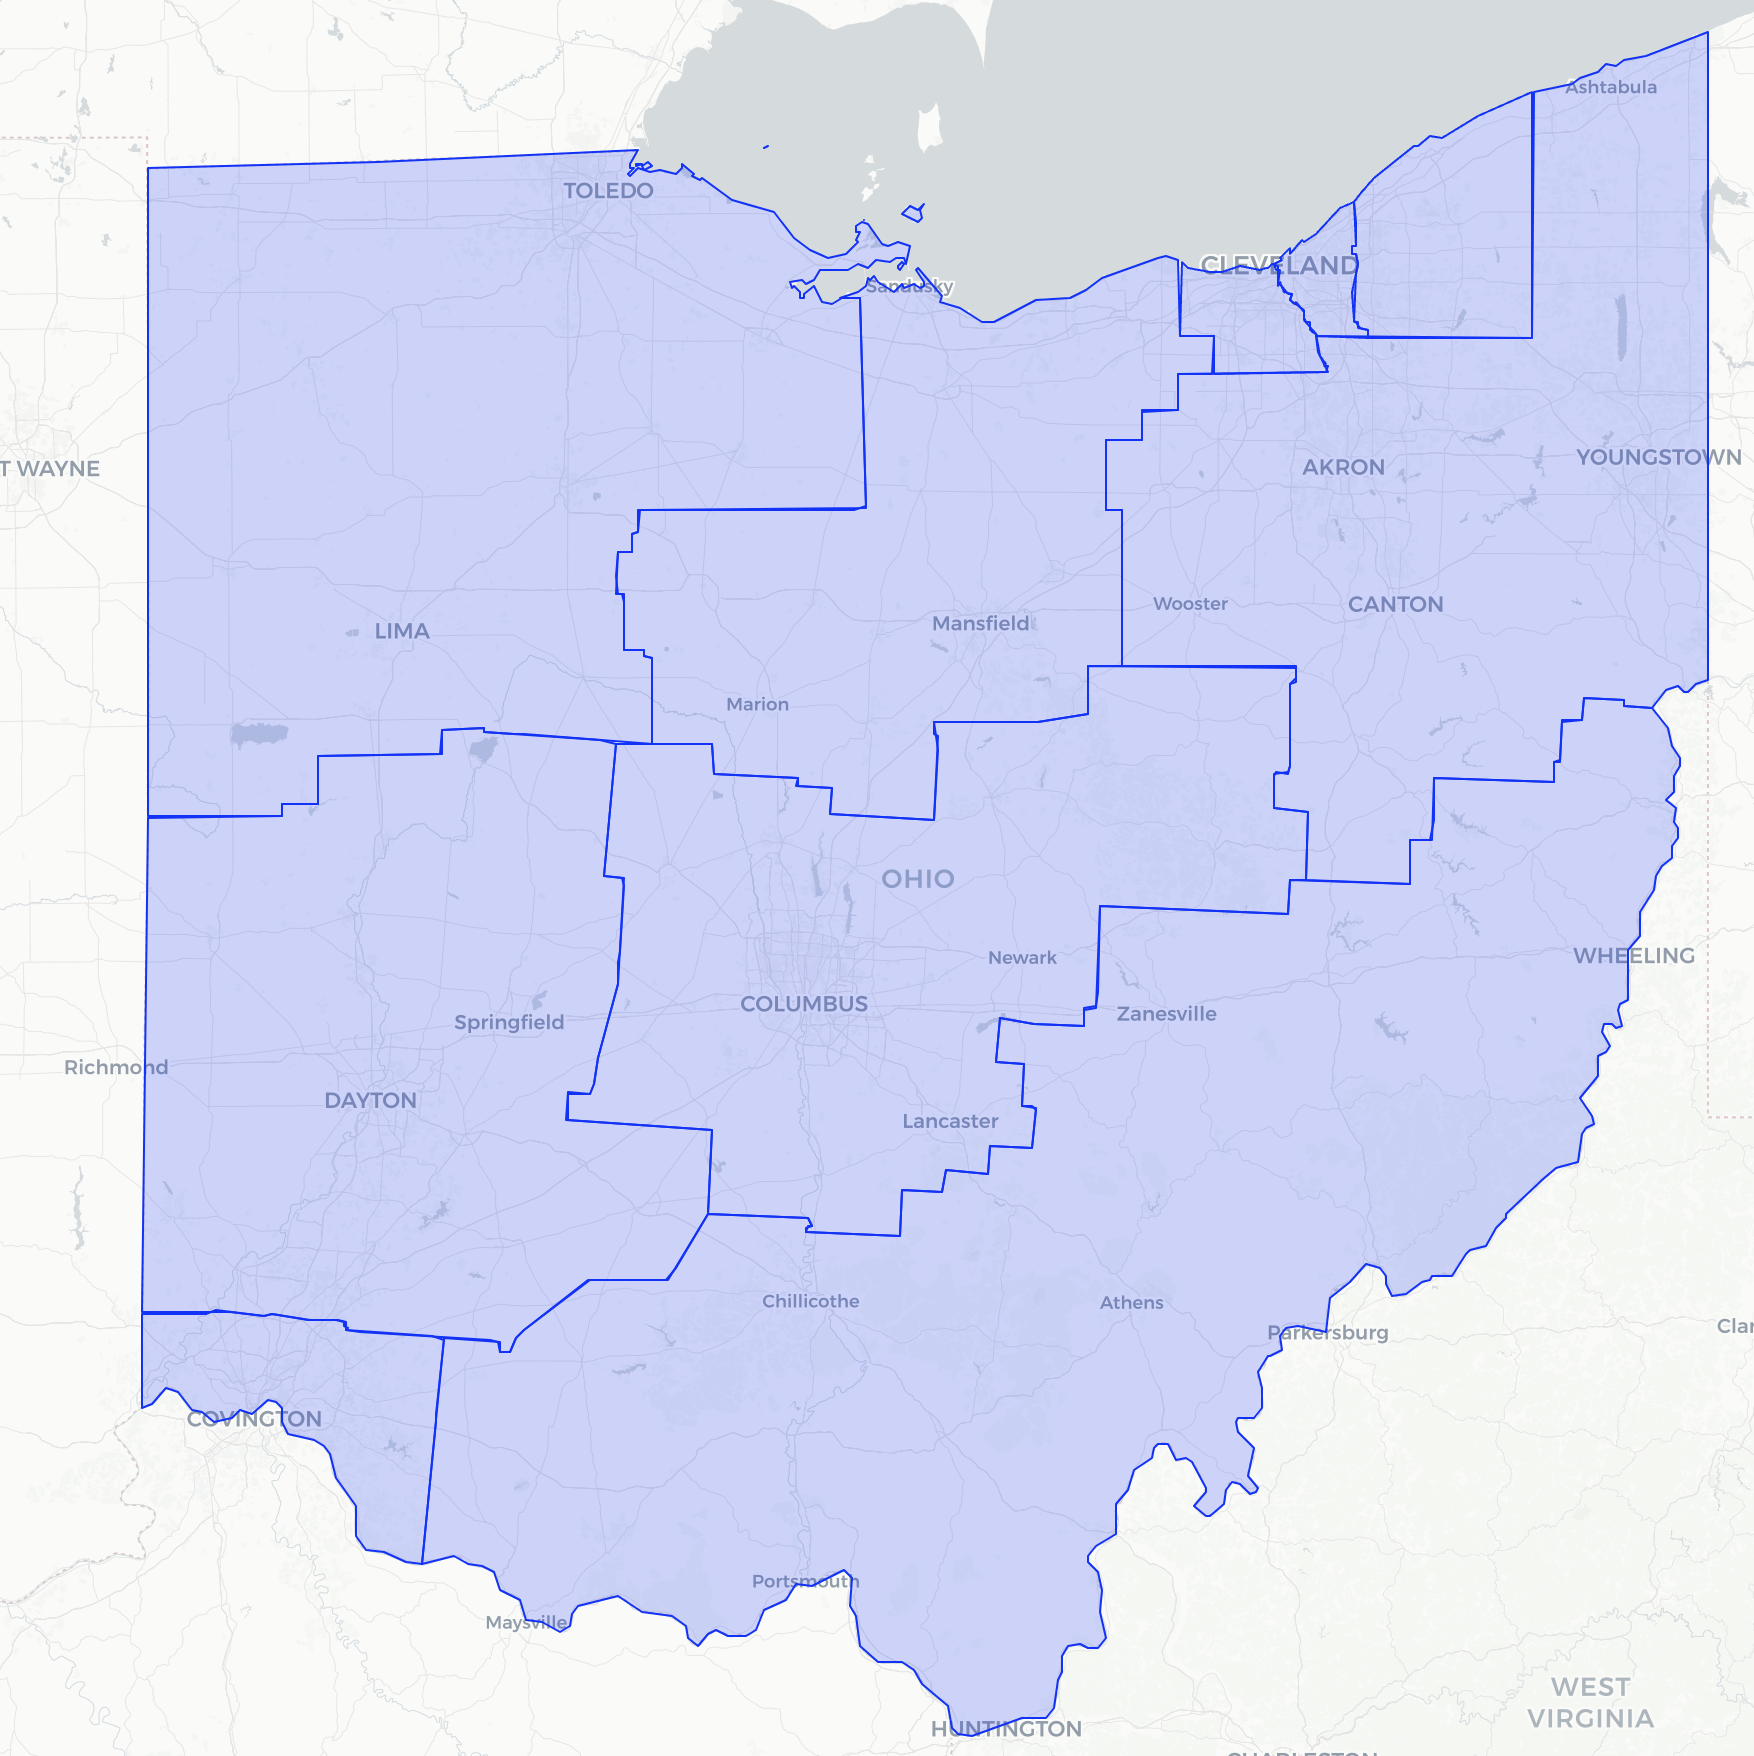 Ashtabula
TOLEDO
CLEVELAND
Sandusky
T WAYNE
AKRON
YOUNGSTOWN
Wooster
CANTON
LIMA
Mansfield
Marion
OHIO
Newark
WHEELING
COLUMBUS
Zanesville
Springfield
Richmond
DAYTON
Lancaster
Chillicothe
Athens
Parkersburg
Clar
COVINGTON
Portsmouth
Maysville
WEST
VIRGINIA
HUNTINGTON
CHARLESTON